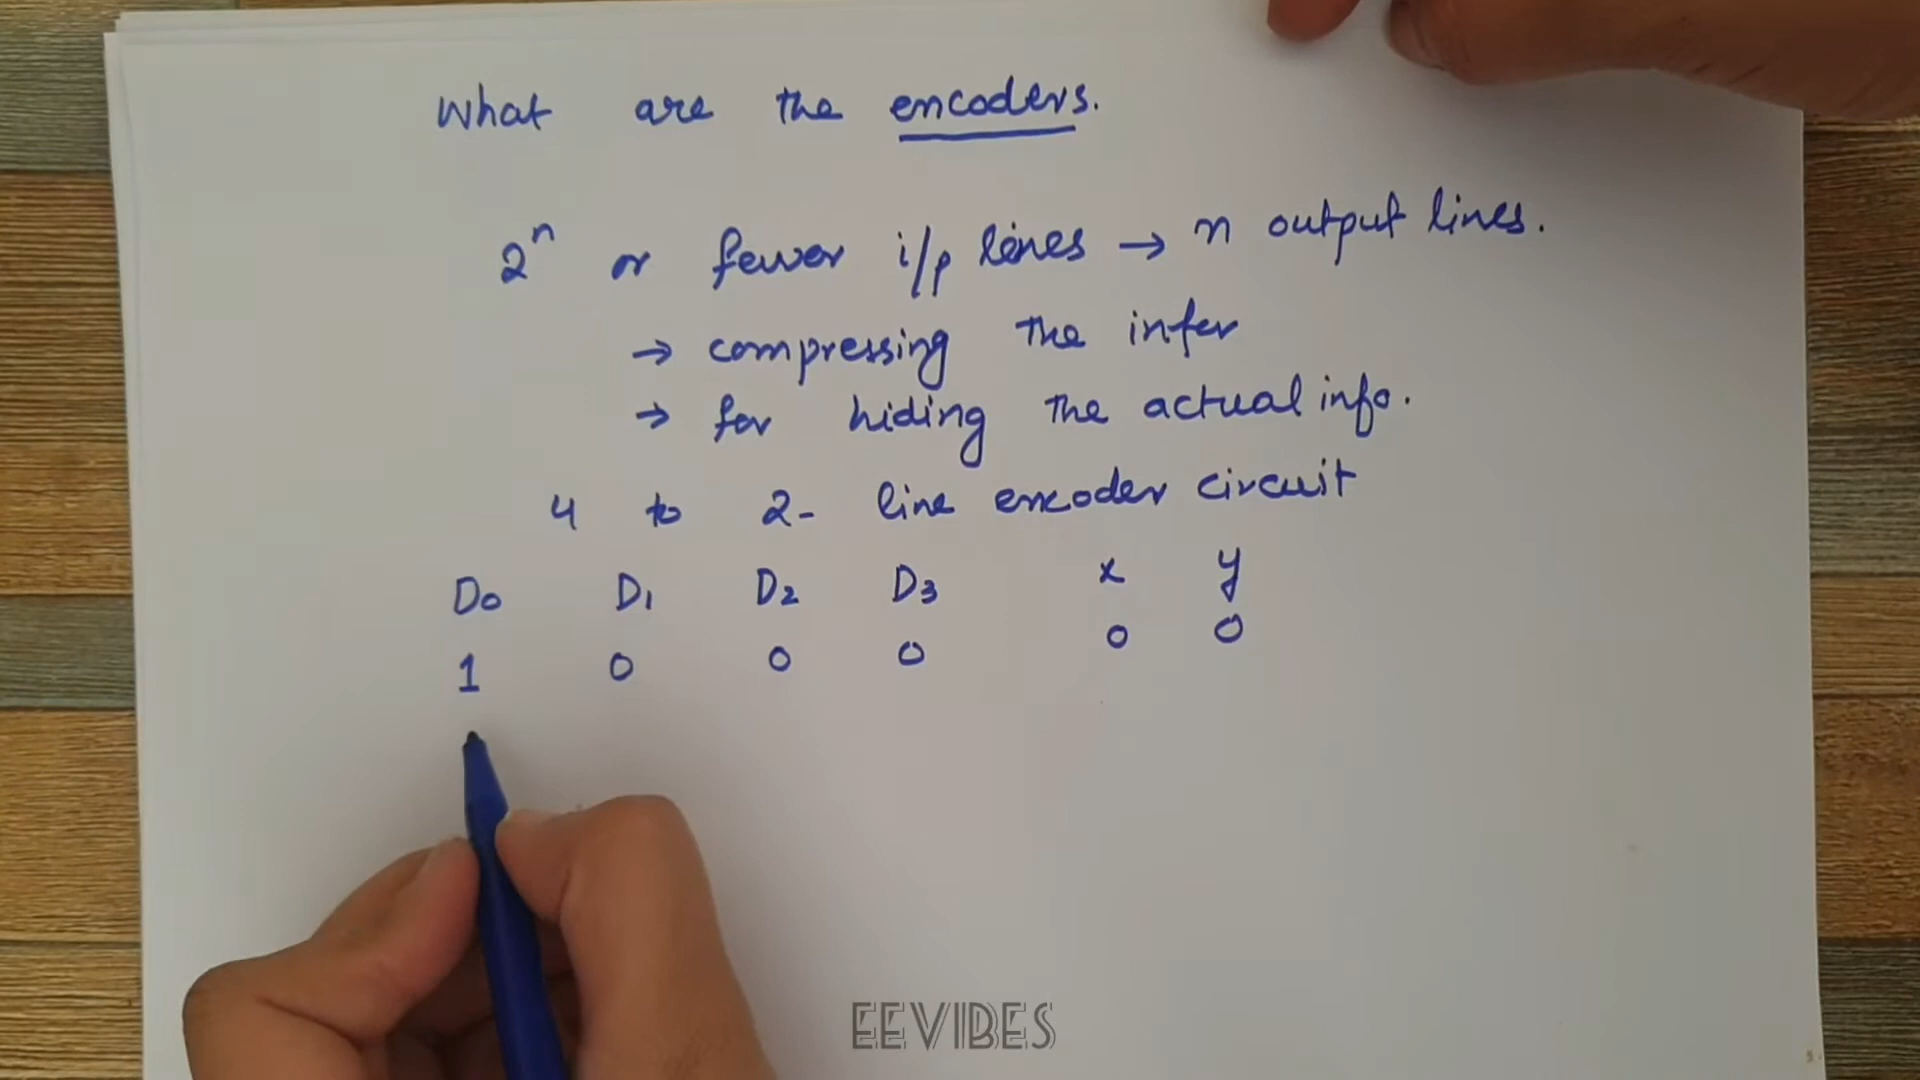 What are the encoders.
2^n or fewer i/p lines → n output lines.
→ compressing the infer
→ for hiding the actual info.
4 to 2- line encoder circuit
D0 D1 D2 D3 x y
1 0 0 0 0 0
EEVIBES